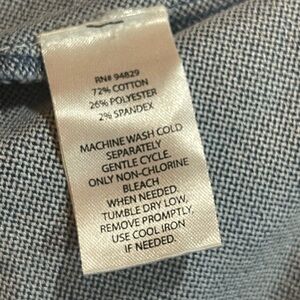 RN# 94829
72% COTTON
26% POLYESTER
2% SPANDEX
MACHINE WASH COLD
SEPARATELY
GENTLE CYCLE.
ONLY NON-CHLORINE
BLEACH
WHEN NEEDED.
TUMBLE DRY LOW,
REMOVE PROMPTLY.
USE COOL IRON
IF NEEDED.